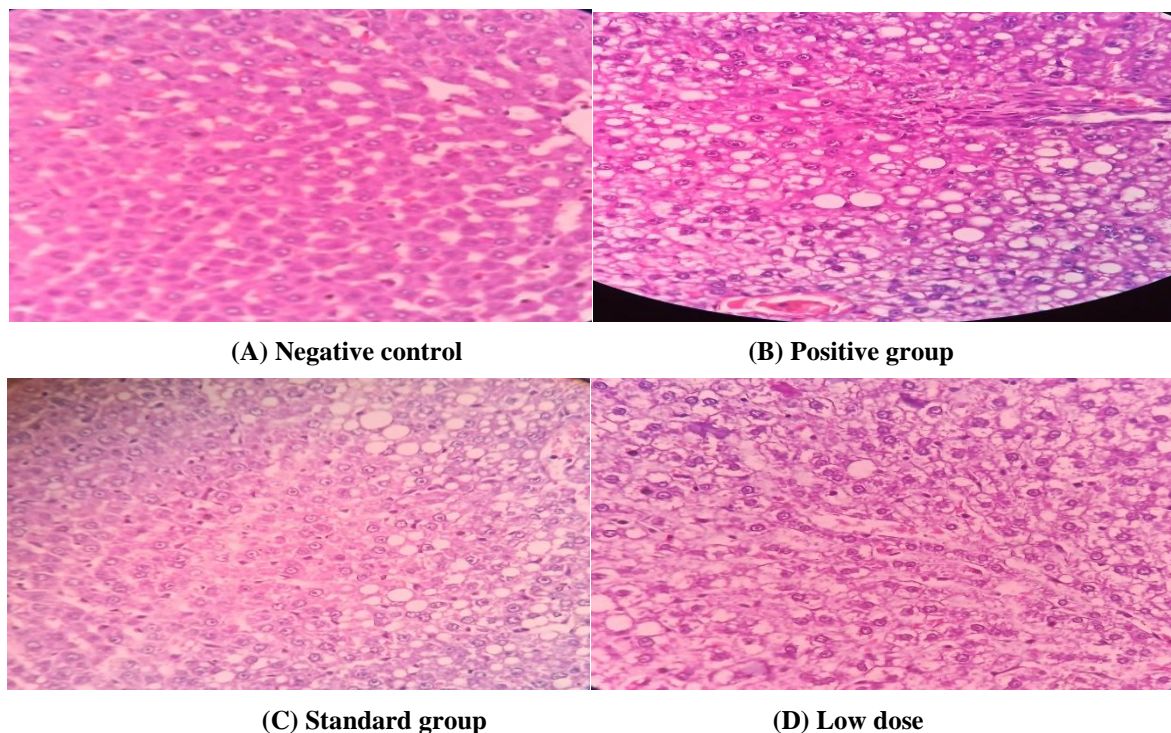 (A) Negative control
(B) Positive group
(C) Standard group
(D) Low dose